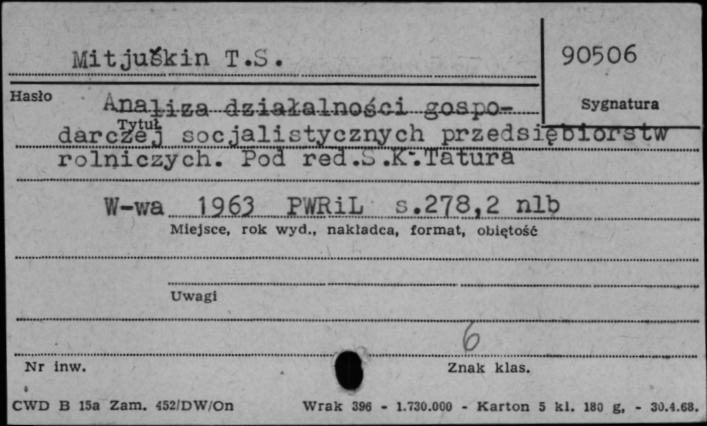 Mitjuškin T.S.
90506
Hasło
Sygnatura
Analiza działalności gospo-
Tytuł
darczej socjalistycznych przedsiębiorstw
rolniczych. Pod red.S.K.Tatura
W-wa 1963 PWRiL s.278,2 nlb
Miejsce, rok wyd., nakładca, format, obiętość
Uwagi
6
Nr inw.
Znak klas.
CWD B 15a Zam. 452/DW/On Wrak 396 - 1.730.000 - Karton 5 kl. 180 g, - 30.4.68.